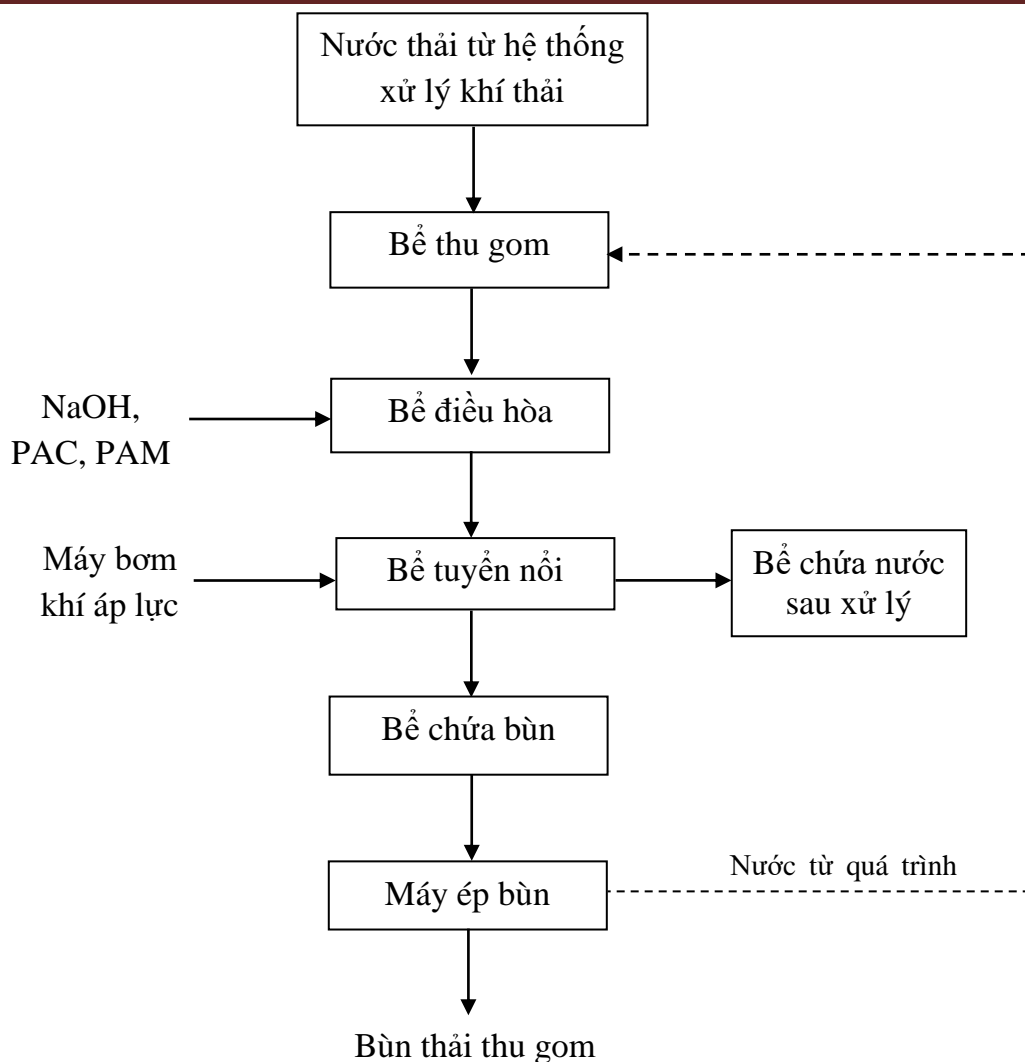 Nước thải từ hệ thống
xử lý khí thải
Bể thu gom
NaOH,
PAC, PAM
Bể điều hòa
Máy bơm
khí áp lực
Bể tuyển nổi
Bể chứa nước
sau xử lý
Bể chứa bùn
Nước từ quá trình
Máy ép bùn
Bùn thải thu gom